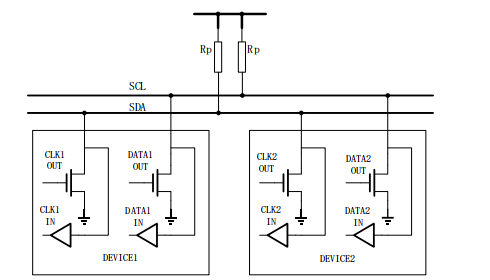 Rp Rp
SCL
SDA
CLK1
OUT
DATA1
OUT
CLK2
OUT
DATA2
OUT
CLK1
IN
DATA1
IN
CLK2
IN
DATA2
IN
DEVICE1
DEVICE2